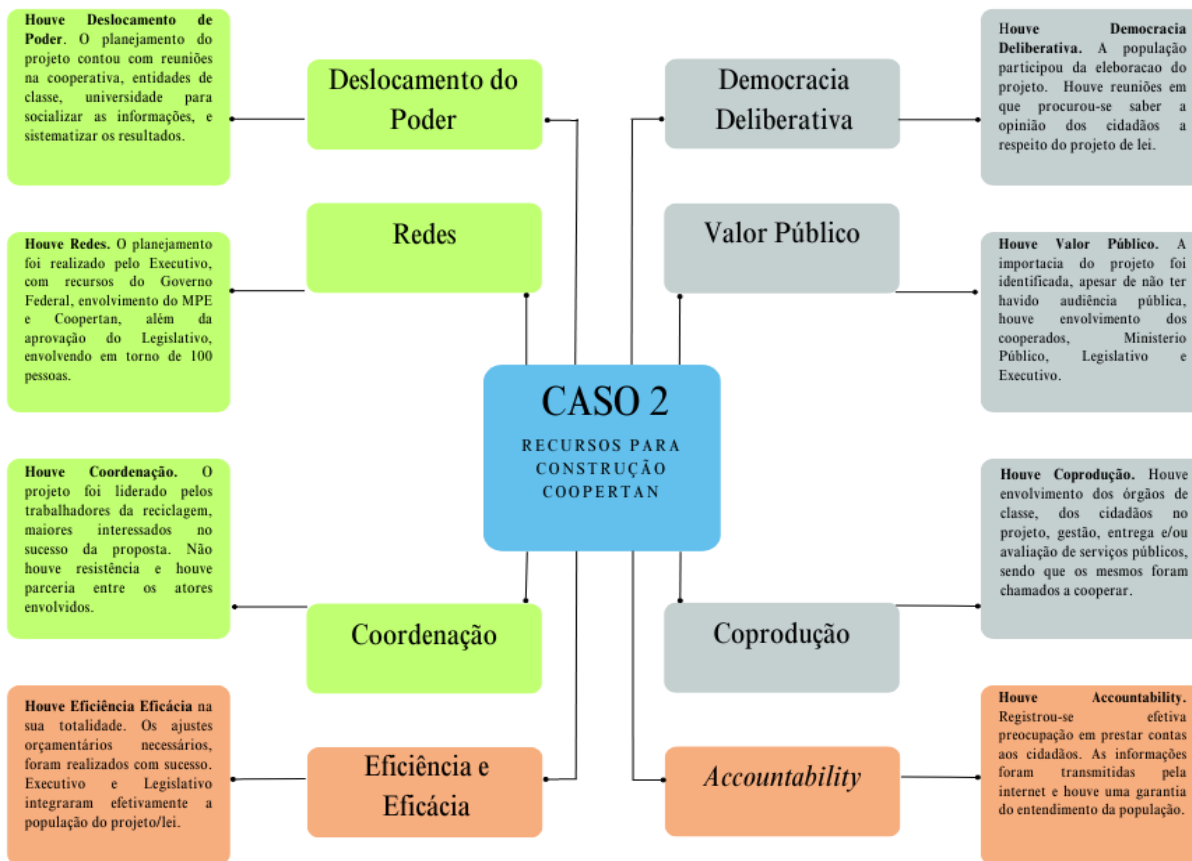 Houve Deslocamento de
Poder. O planejamento do
projeto contou com reuniões
na cooperativa, entidades de
classe, universidade para
socializar as informações, e
sistematizar os resultados.
Deslocamento do
Poder
Democracia
Deliberativa
Houve Democracia
Deliberativa. A população
participou da eleboracao do
projeto. Houve reuniões em
que procurou-se saber a
opinião dos cidadãos a
respeito do projeto de lei.
Houve Redes. O planejamento
foi realizado pelo Executivo,
com recursos do Governo
Federal, envolvimento do MPE
e Coopertan, além da
aprovação do Legislativo,
envolvendo em torno de 100
pessoas.
Redes
Valor Público
Houve Valor Público. A
importacia do projeto foi
identificada, apesar de não ter
havido audiência pública,
houve envolvimento dos
cooperados, Ministerio
Público, Legislativo e
Executivo.
CASO 2
RECURSOS PARA
CONSTRUÇÃO
COOPERTAN
Houve Coordenação. O
projeto foi liderado pelos
trabalhadores da reciclagem,
maiores interessados no
sucesso da proposta. Não
houve resistência e houve
parceria entre os atores
envolvidos.
Coordenação
Coprodução
Houve Coprodução. Houve
envolvimento dos órgãos de
classe, dos cidadãos no
projeto, gestão, entrega e/ou
avaliação de serviços públicos,
sendo que os mesmos foram
chamados a cooperar.
Houve Eficiência Eficácia na
sua totalidade. Os ajustes
orçamentários necessários,
foram realizados com sucesso.
Executivo e Legislativo
integraram efetivamente a
população do projeto/lei.
Eficiência e
Eficácia
Accountability
Houve Accountability.
Registrou-se efetiva
preocupação em prestar contas
aos cidadãos. As informações
foram transmitidas pela
internet e houve uma garantia
do entendimento da população.